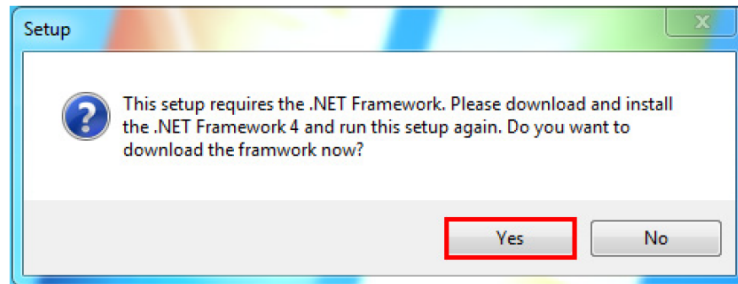 Setup
This setup requires the .NET Framework. Please download and install
the .NET Framework 4 and run this setup again. Do you want to
download the framwork now?
Yes
No